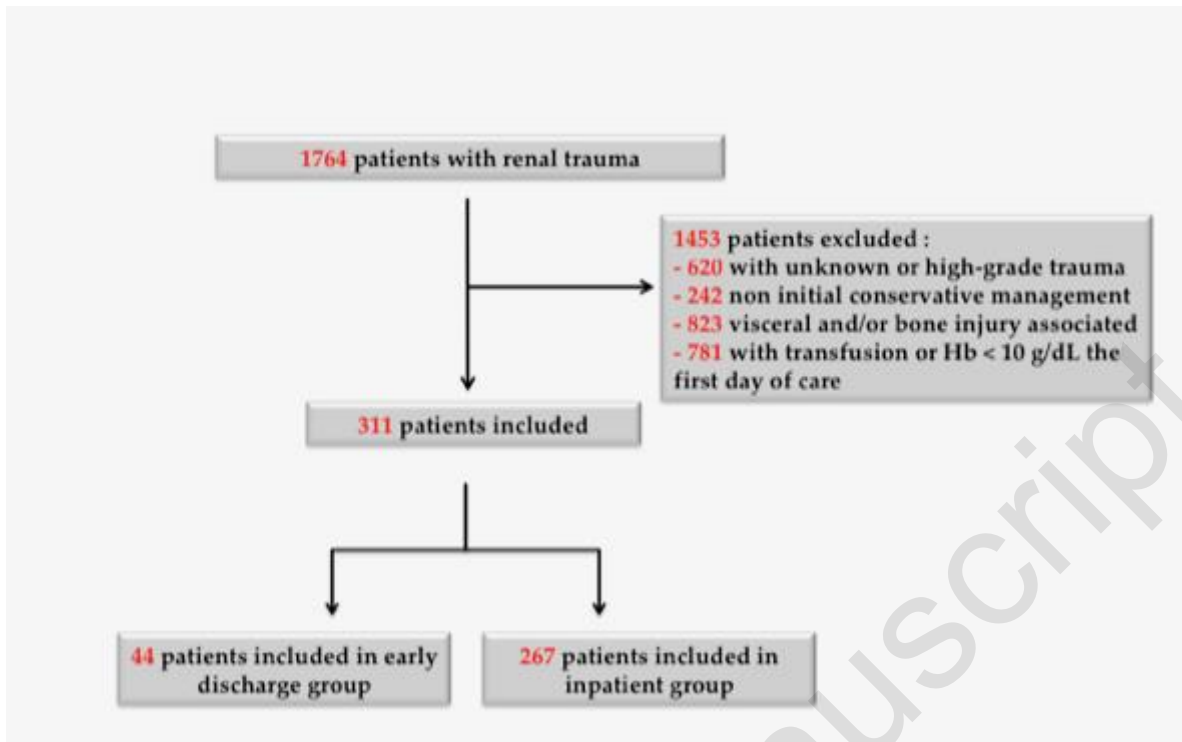 1764 patients with renal trauma
1453 patients excluded :
- 620 with unknown or high-grade trauma
- 242 non initial conservative management
- 823 visceral and/or bone injury associated
- 781 with transfusion or Hb < 10 g/dL the
first day of care
311 patients included
44 patients included in early
discharge group
267 patients included in
inpatient group